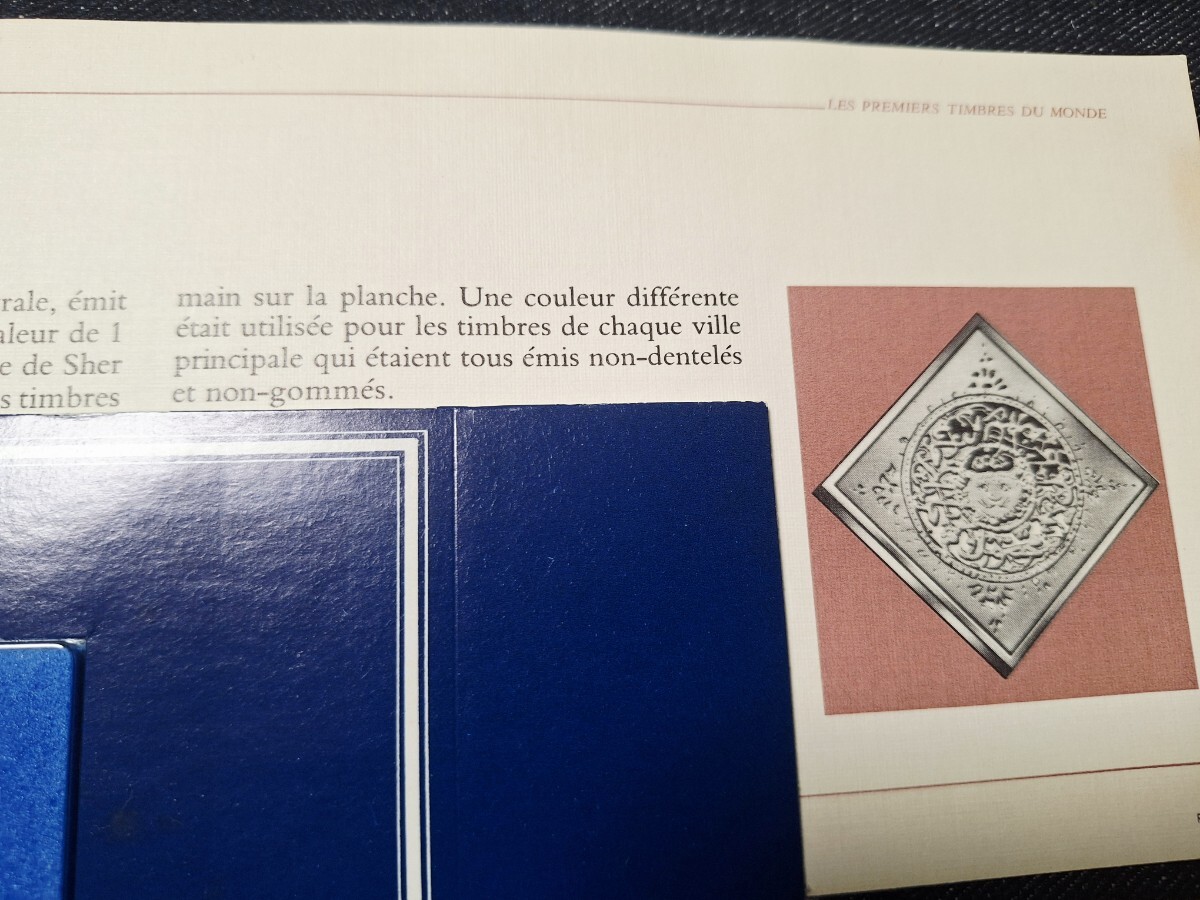 LES PREMIERS TIMBRES DU MONDE
rale, émit
aleur de 1
e de Sher
s timbres
main sur la planche. Une couleur différente
était utilisée pour les timbres de chaque ville
principale qui étaient tous émis non-dentelés
et non-gommés.